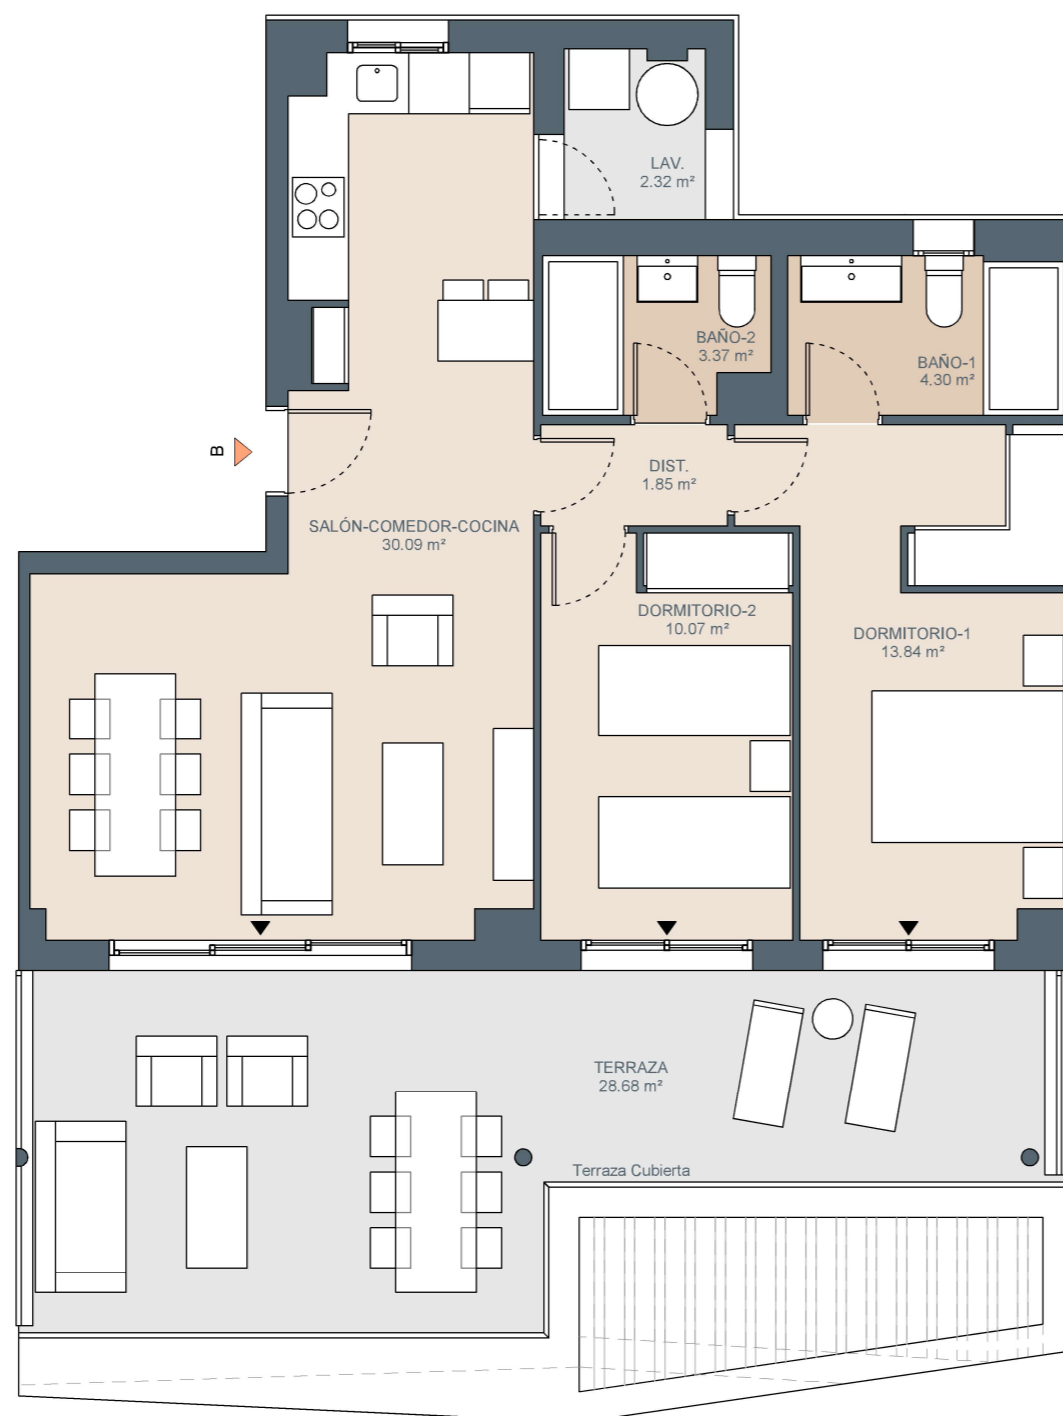 LAV.
2.32 m²
BAÑO-2
3.37 m²
BAÑO-1
4.30 m²
B
DIST.
1.85 m²
SALÓN-COMEDOR-COCINA
30.09 m²
DORMITORIO-2
10.07 m²
DORMITORIO-1
13.84 m²
TERRAZA
28.68 m²
Terraza Cubierta